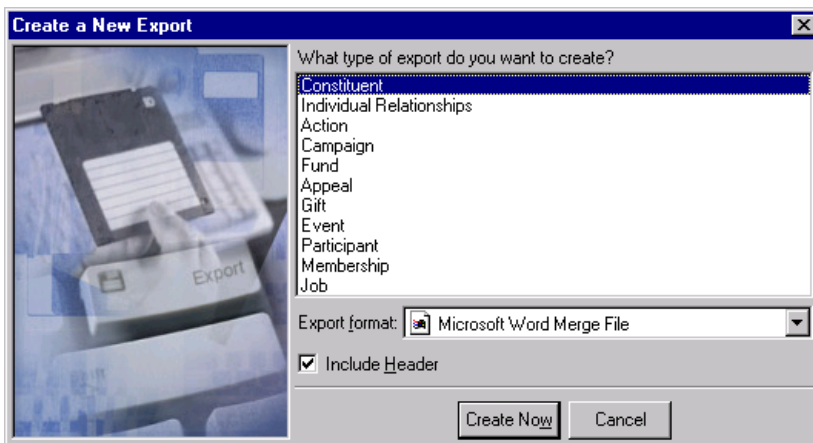 Create a New Export
What type of export do you want to create?
Constituent
Individual Relationships
Action
Campaign
Fund
Appeal
Gift
Event
Participant
Membership
Job
Export
Export format: Microsoft Word Merge File
Include Header
Create Now Cancel